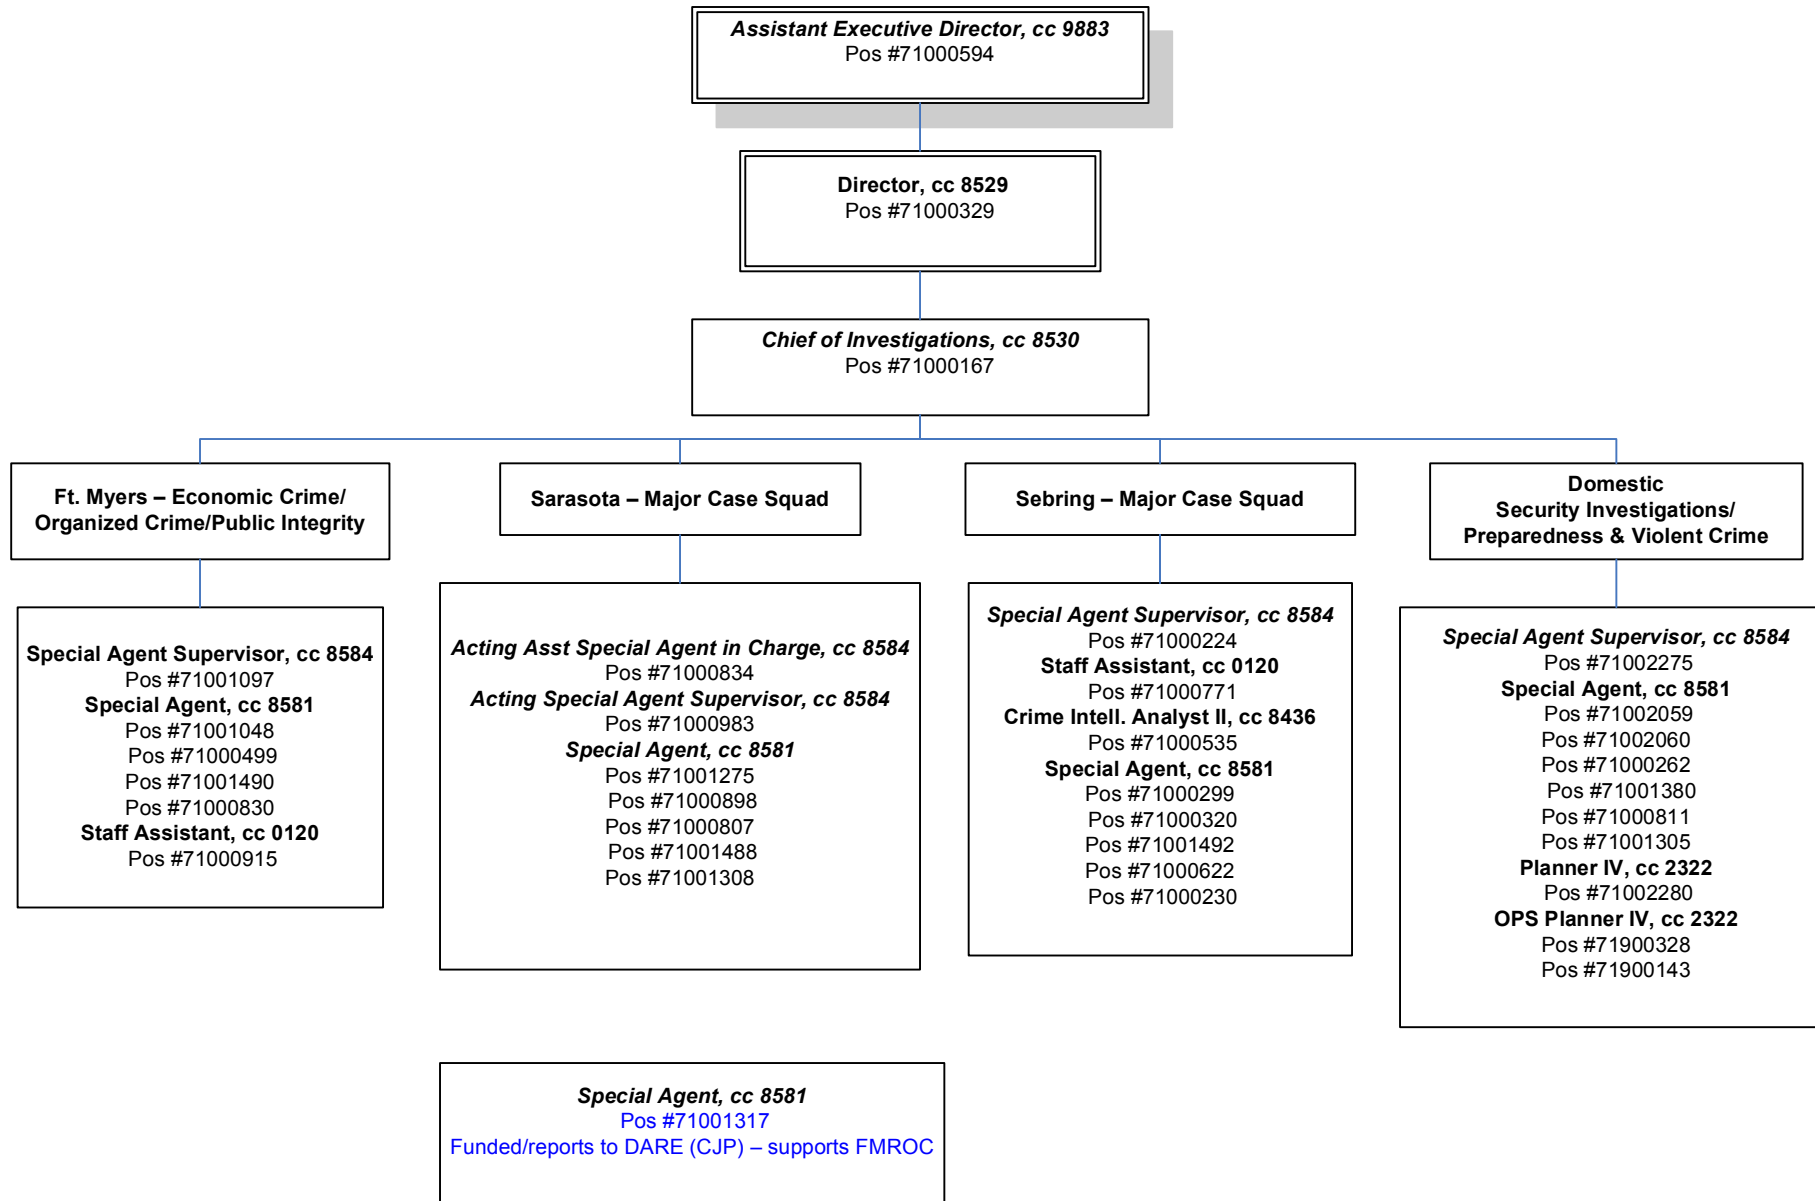 Assistant Executive Director, cc 9883
Pos #71000594
Director, cc 8529
Pos #71000329
Chief of Investigations, cc 8530
Pos #71000167
Ft. Myers – Economic Crime/
Organized Crime/Public Integrity
Special Agent Supervisor, cc 8584
Pos #71001097
Special Agent, cc 8581
Pos #71001048
Pos #71000499
Pos #71001490
Pos #71000830
Staff Assistant, cc 0120
Pos #71000915
Sarasota – Major Case Squad
Acting Asst Special Agent in Charge, cc 8584
Pos #71000834
Acting Special Agent Supervisor, cc 8584
Pos #71000983
Special Agent, cc 8581
Pos #71001275
Pos #71000898
Pos #71000807
Pos #71001488
Pos #71001308
Sebring – Major Case Squad
Special Agent Supervisor, cc 8584
Pos #71000224
Staff Assistant, cc 0120
Pos #71000771
Crime Intell. Analyst II, cc 8436
Pos #71000535
Special Agent, cc 8581
Pos #71000299
Pos #71000320
Pos #71001492
Pos #71000622
Pos #71000230
Domestic
Security Investigations/
Preparedness & Violent Crime
Special Agent Supervisor, cc 8584
Pos #71002275
Special Agent, cc 8581
Pos #71002059
Pos #71002060
Pos #71000262
Pos #71001380
Pos #71000811
Pos #71001305
Planner IV, cc 2322
Pos #71002280
OPS Planner IV, cc 2322
Pos #71900328
Pos #71900143
Special Agent, cc 8581
Pos #71001317
Funded/reports to DARE (CJP) – supports FMROC